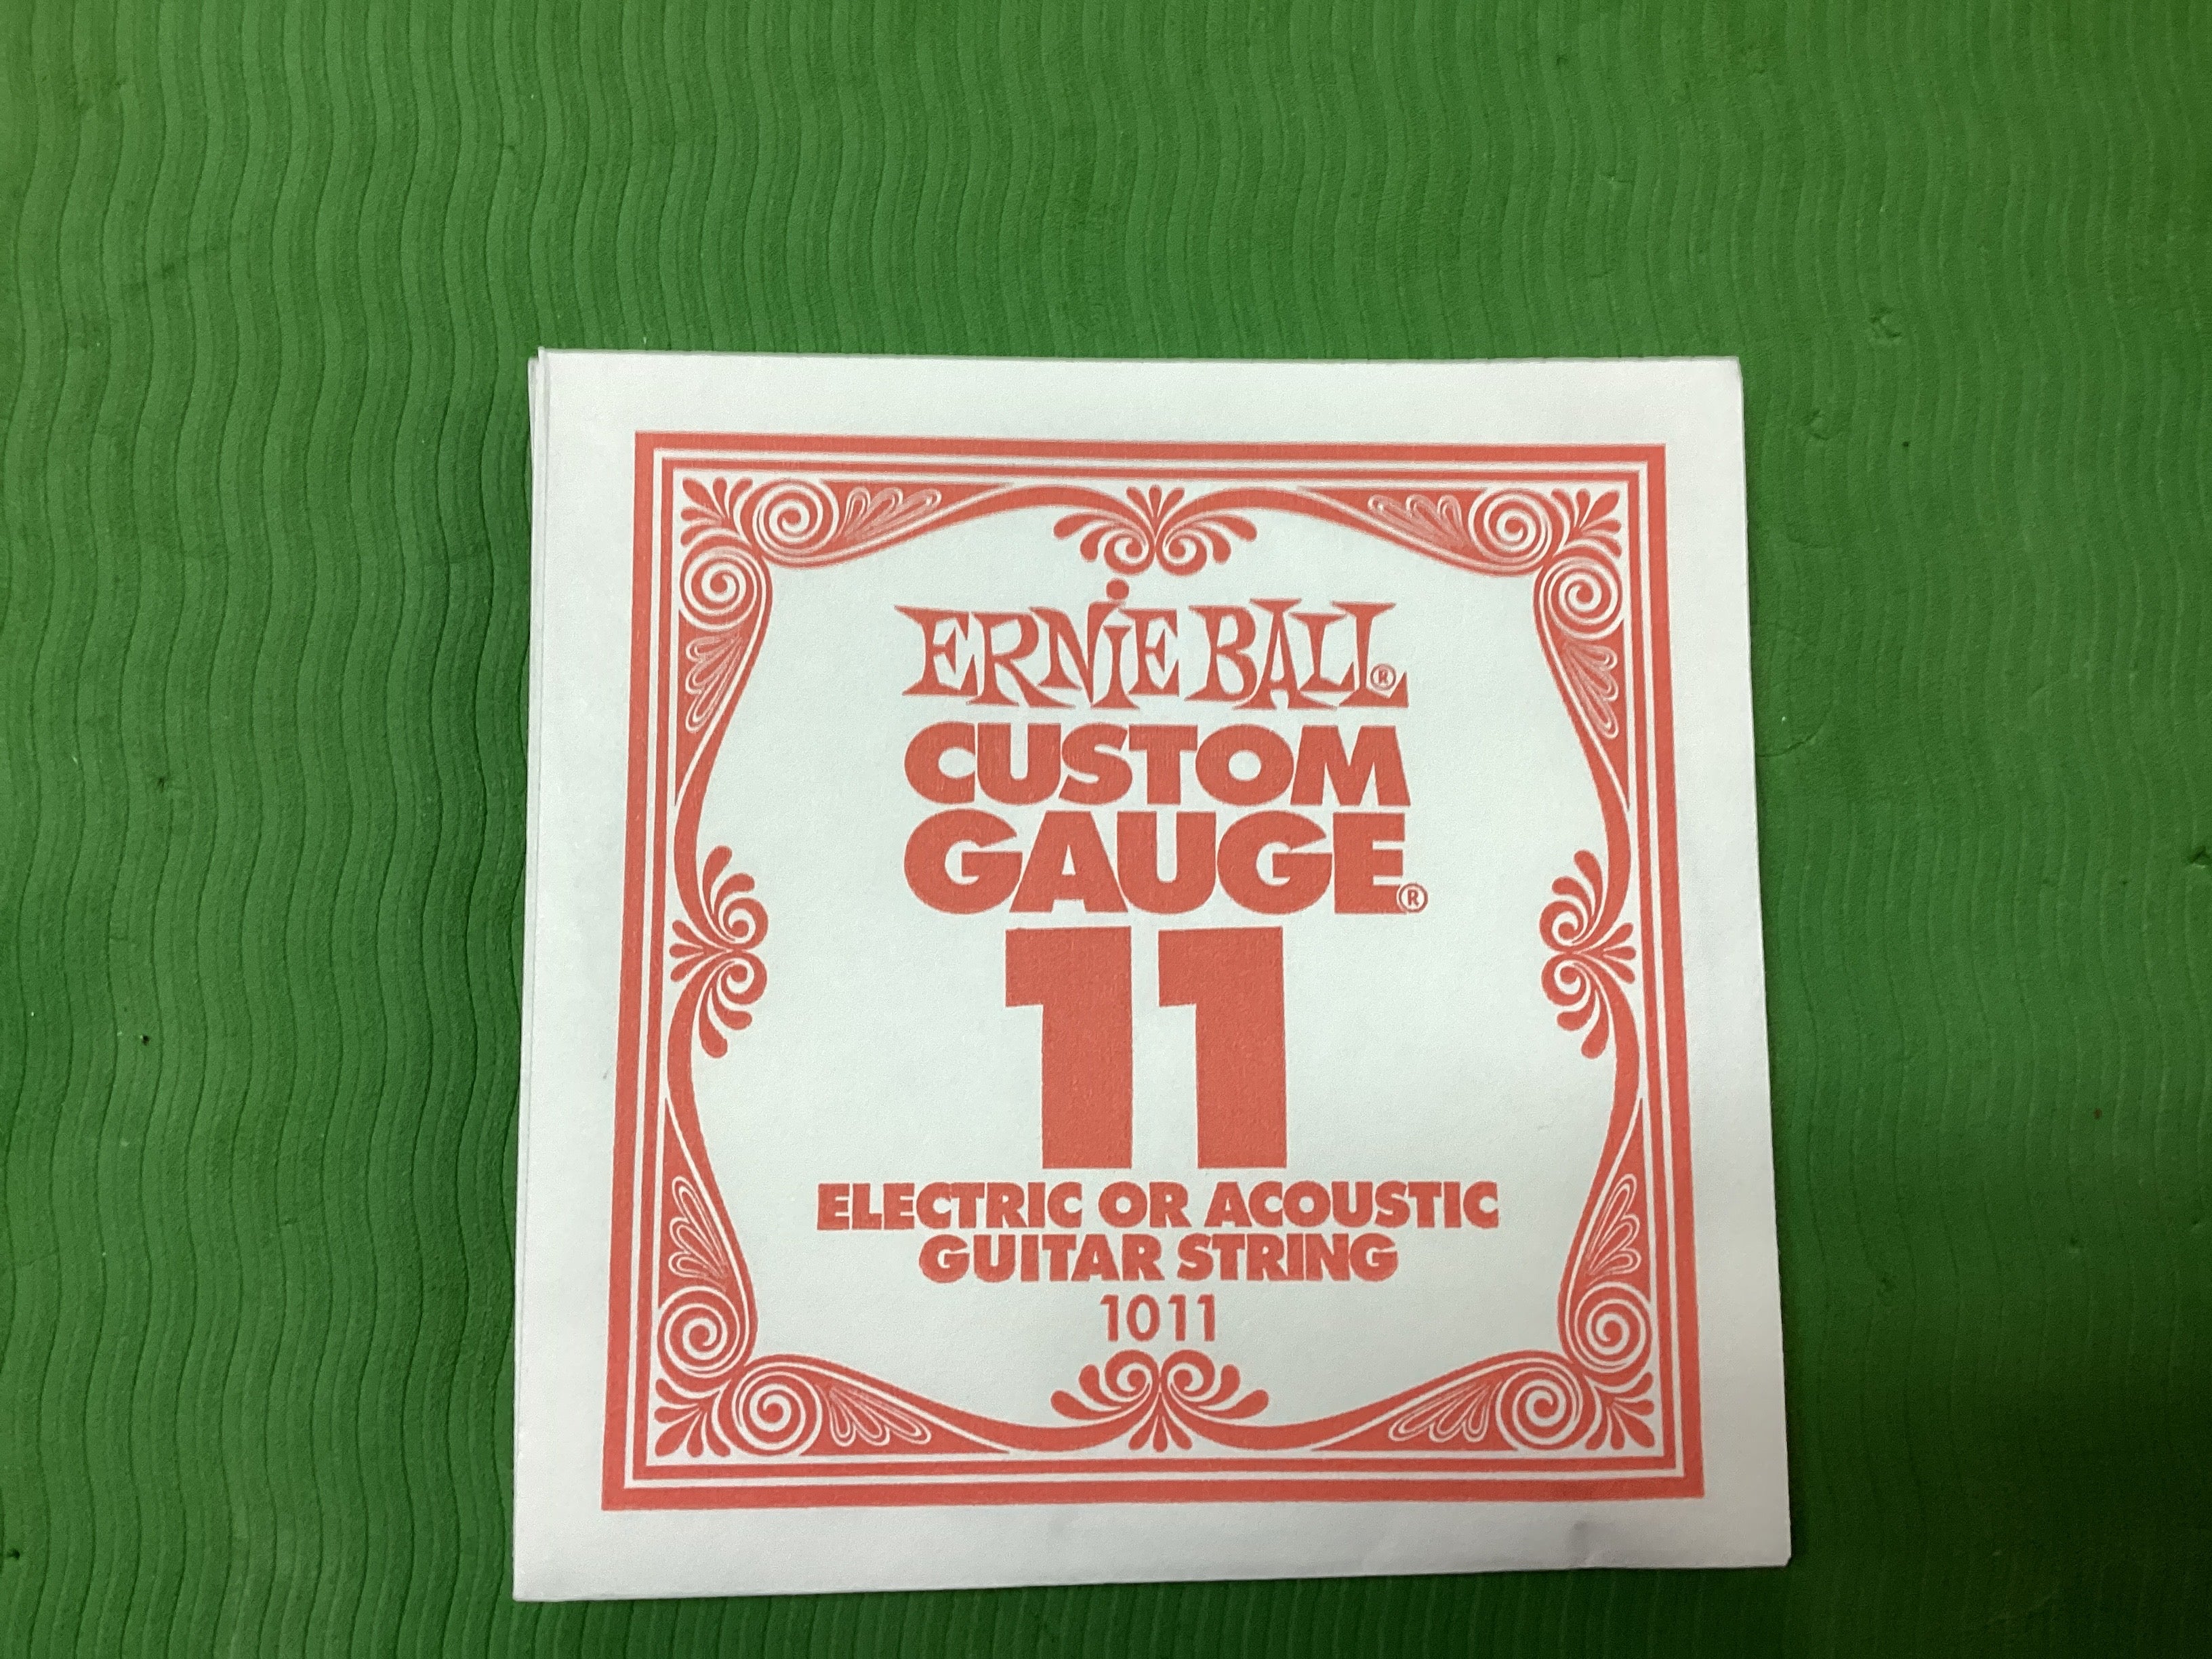 ERNiE BALL®
CUSTOM
GAUGE®
11
ELECTRIC OR ACOUSTIC
GUITAR STRING
1011